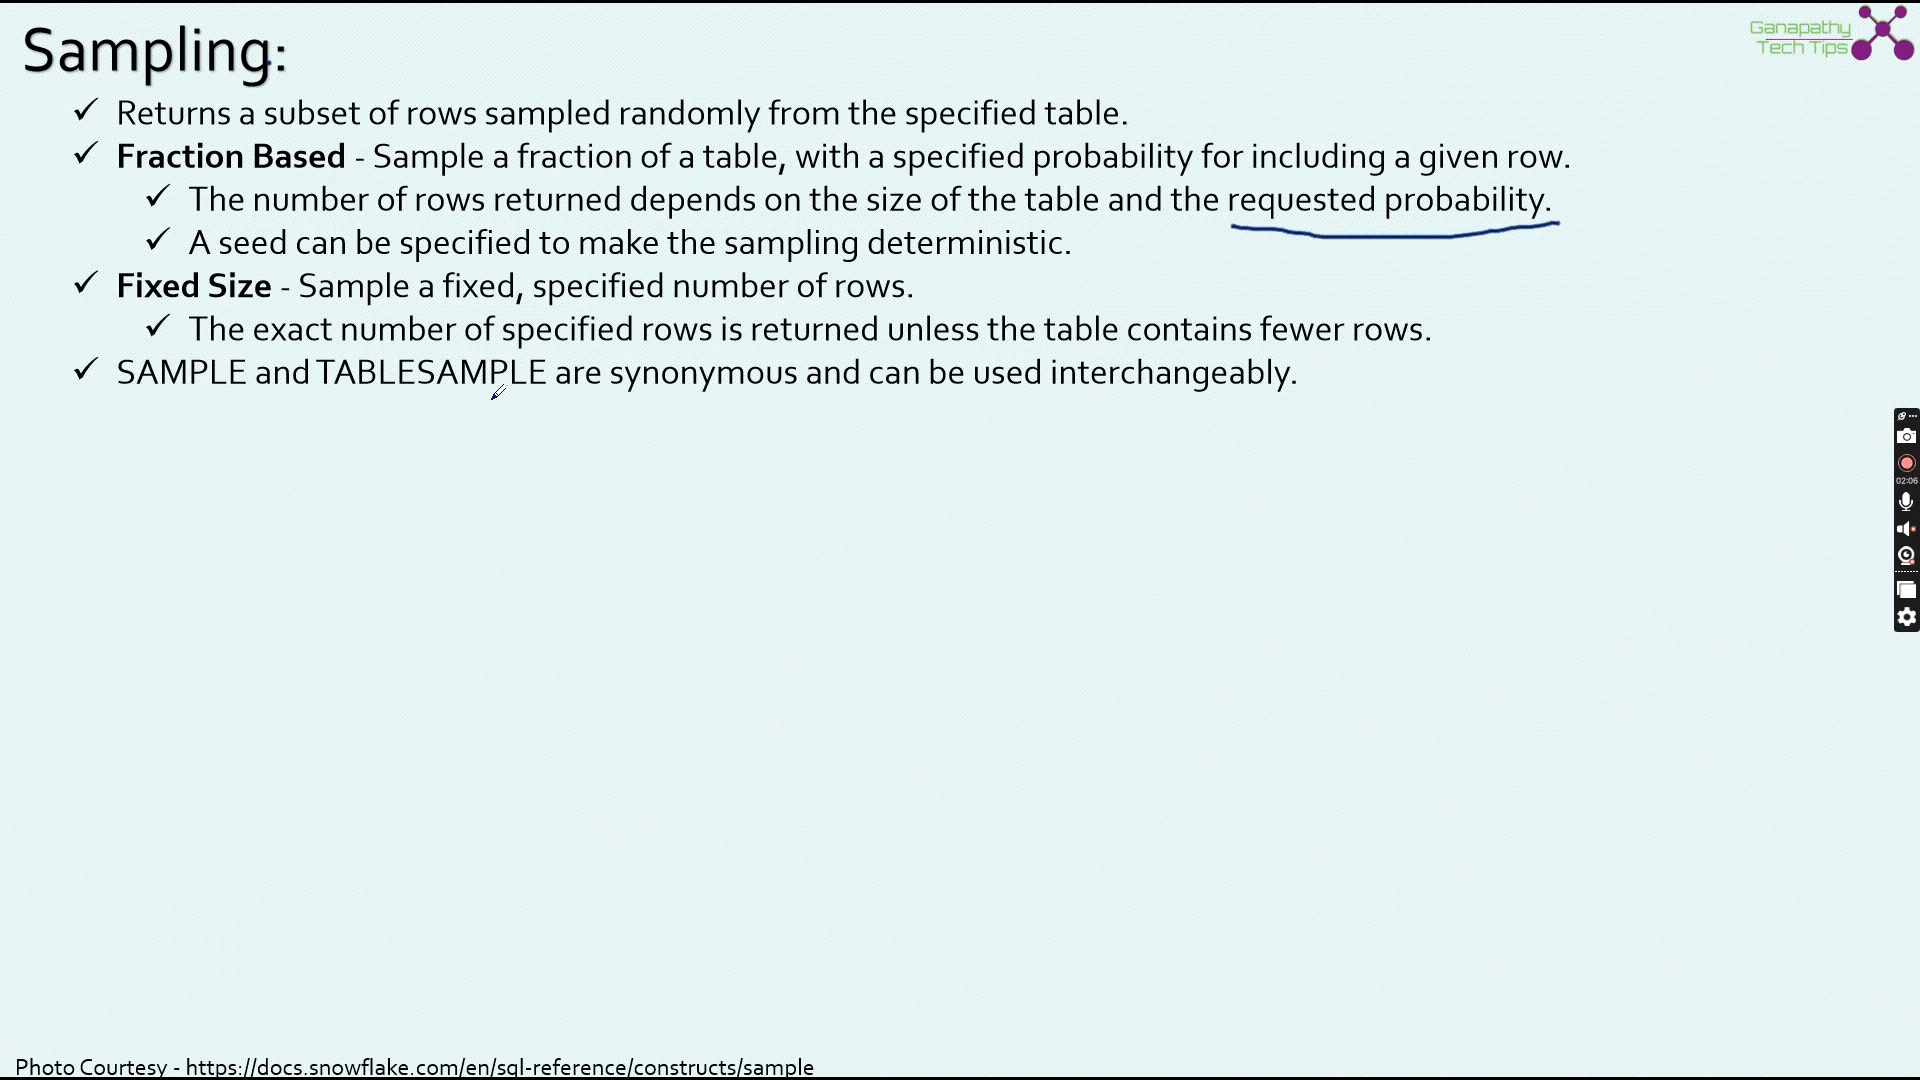 Sampling:
Ganapathy
Tech Tips
✓ Returns a subset of rows sampled randomly from the specified table.
✓ Fraction Based - Sample a fraction of a table, with a specified probability for including a given row.
✓ The number of rows returned depends on the size of the table and the requested probability.
✓ A seed can be specified to make the sampling deterministic.
✓ Fixed Size - Sample a fixed, specified number of rows.
✓ The exact number of specified rows is returned unless the table contains fewer rows.
✓ SAMPLE and TABLESAMPLE are synonymous and can be used interchangeably.
02:06
Photo Courtesy - https://docs.snowflake.com/en/sql-reference/constructs/sample